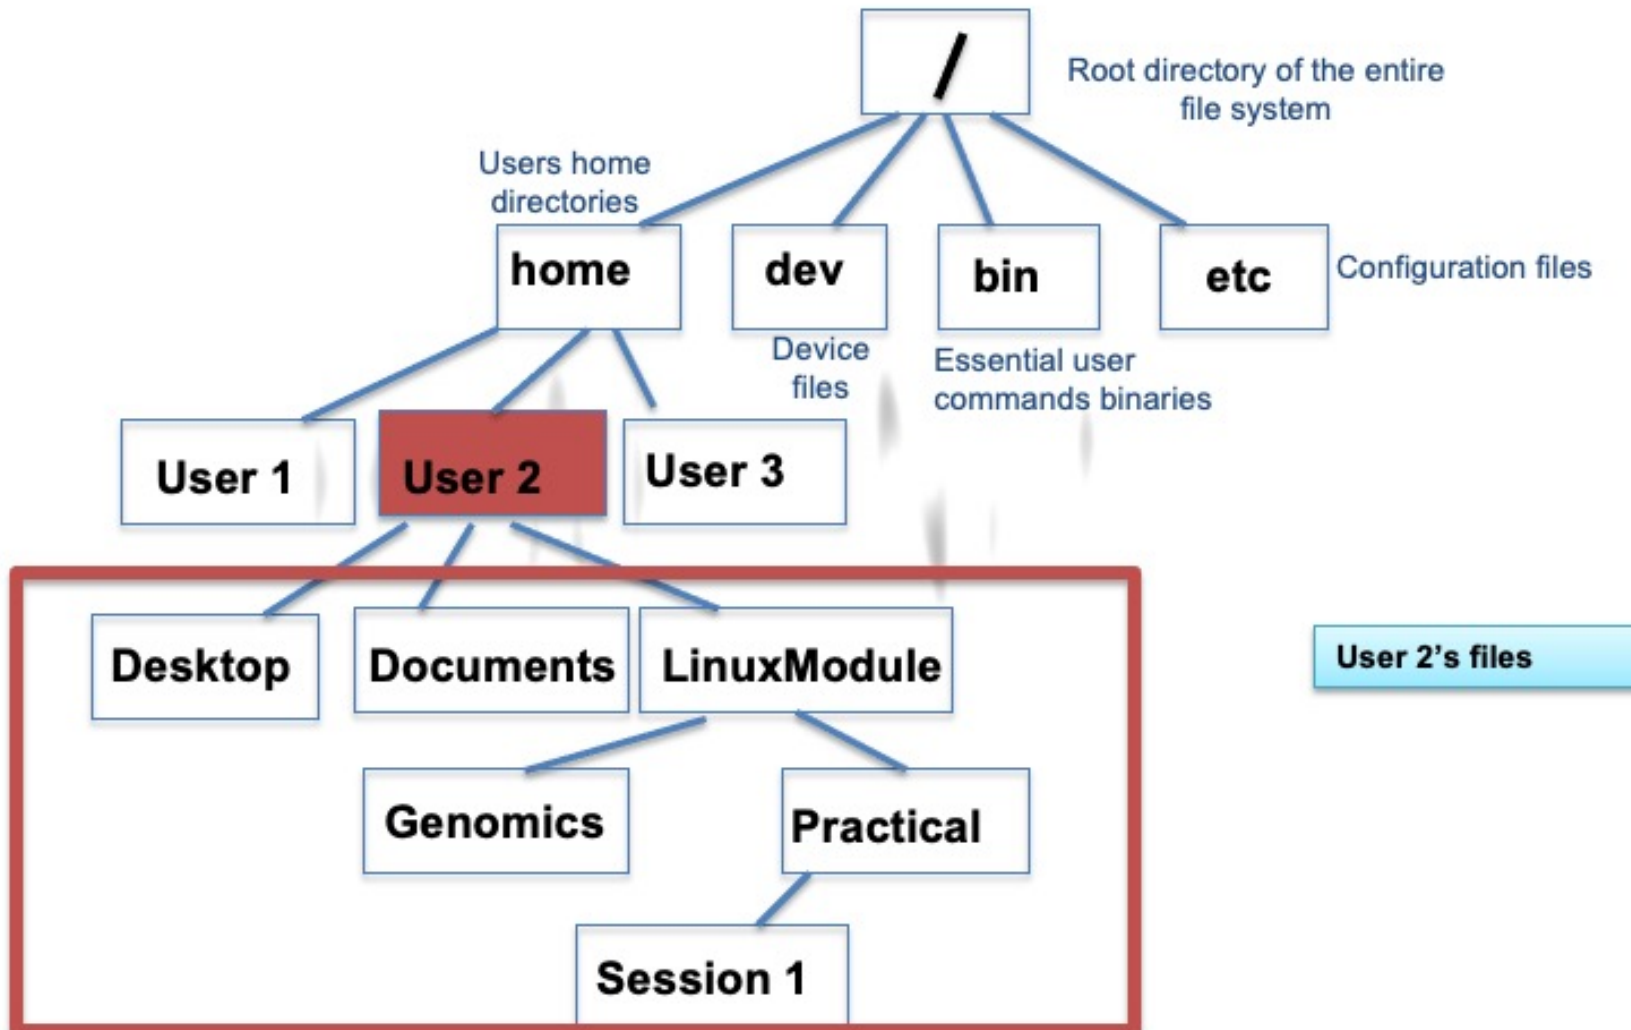 /
Root directory of the entire
file system
Users home
directories
home
dev
bin
etc
Configuration files
Device
files
Essential user
commands binaries
User 1
User 2
User 3
Desktop
Documents
LinuxModule
User 2’s files
Genomics
Practical
Session 1